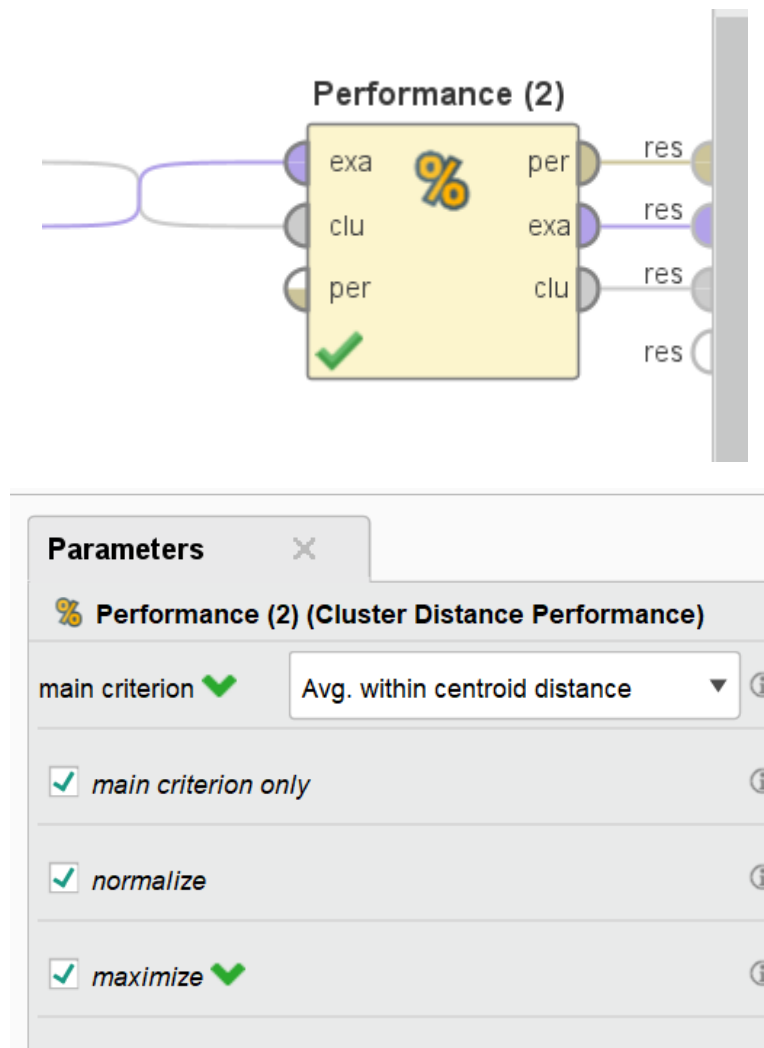 Performance (2)
exa
per
res
clu
exa
res
per
clu
res
res
Parameters
Performance (2) (Cluster Distance Performance)
main criterion
Avg. within centroid distance
main criterion only
normalize
maximize